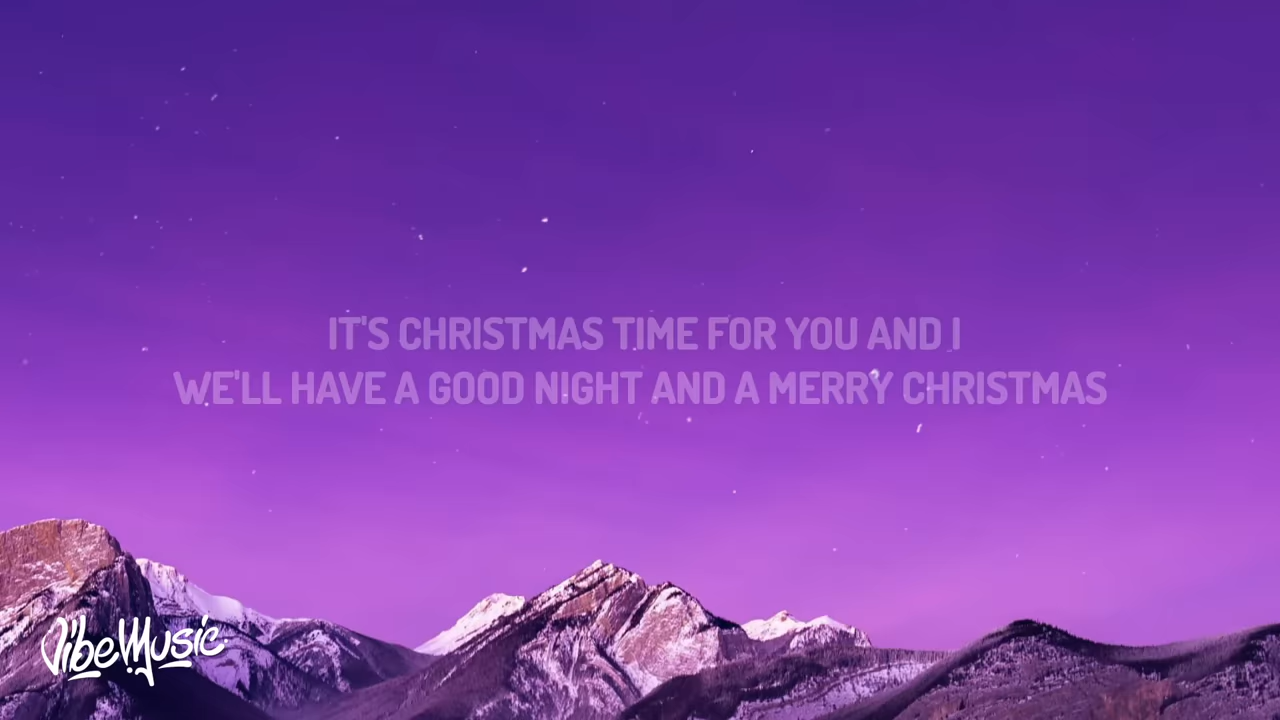 IT'S CHRISTMAS TIME FOR YOU AND I
WE'LL HAVE A GOOD NIGHT AND A MERRY CHRISTMAS
VibeMusic